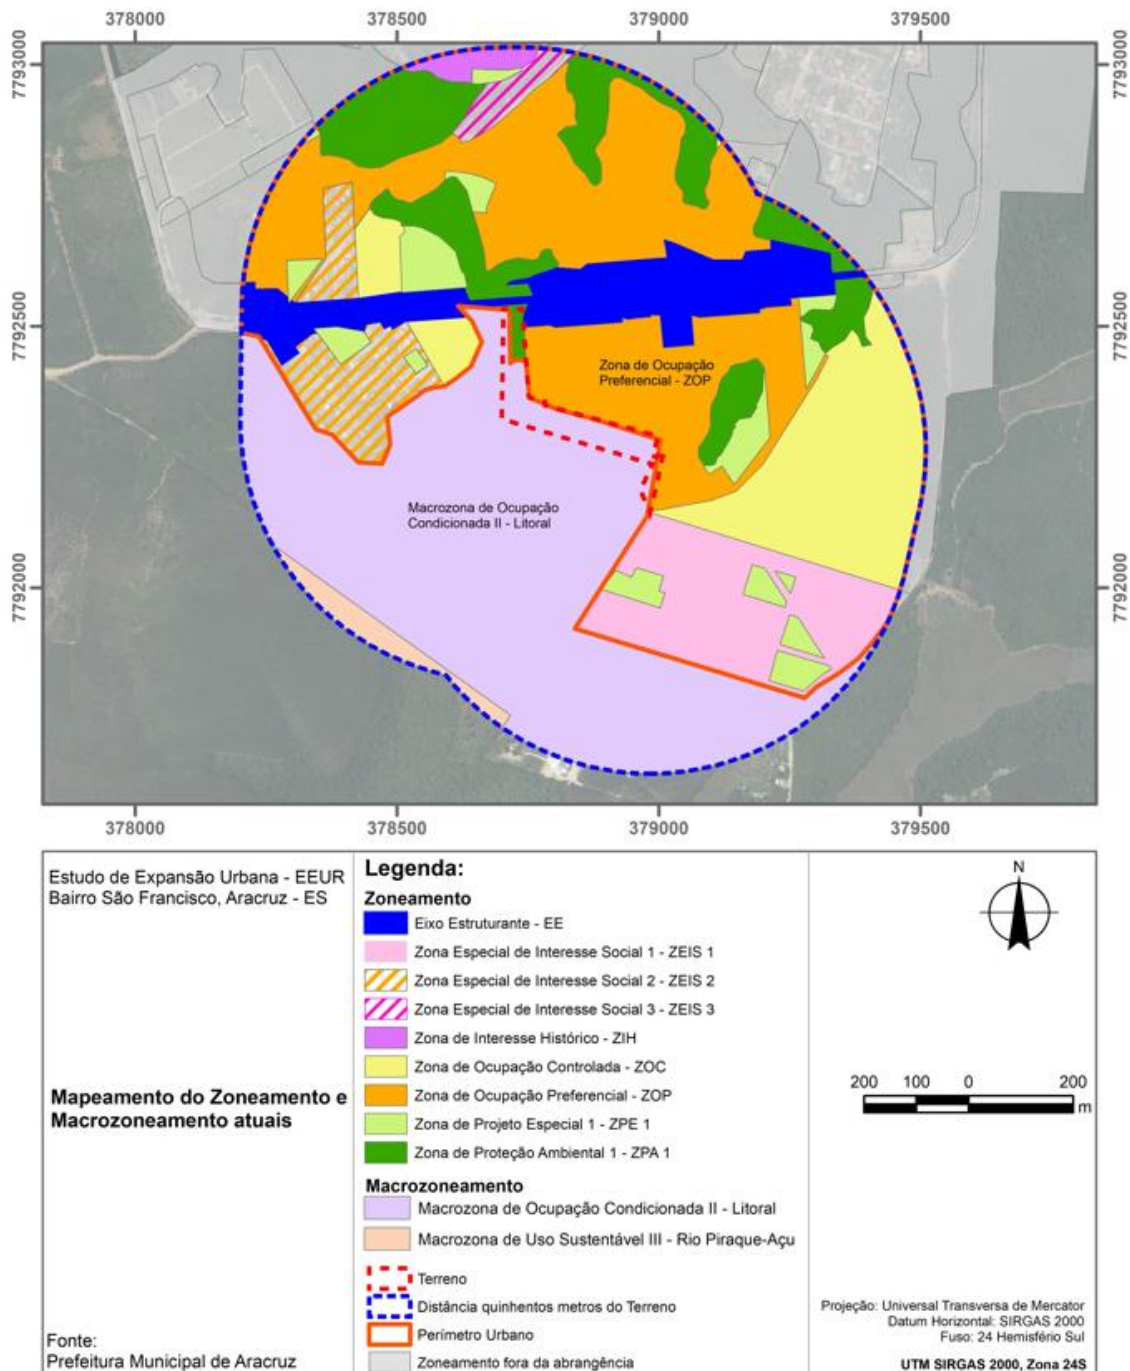 378000 378500 379000 379500
7793000 7793000
7792500 7792500
Zona de Ocupação
Preferencial - ZOP
Macrozona de Ocupação
Condicionada II - Litoral
7792000 7792000
378000 378500 379000 379500
Estudo de Expansão Urbana - EEUR
Bairro São Francisco, Aracruz - ES
Mapeamento do Zoneamento e
Macrozoneamento atuais
Fonte:
Prefeitura Municipal de Aracruz
Legenda:
Zoneamento
Eixo Estruturante - EE
Zona Especial de Interesse Social 1 - ZEIS 1
Zona Especial de Interesse Social 2 - ZEIS 2
Zona Especial de Interesse Social 3 - ZEIS 3
Zona de Interesse Histórico - ZIH
Zona de Ocupação Controlada - ZOC
Zona de Ocupação Preferencial - ZOP
Zona de Projeto Especial 1 - ZPE 1
Zona de Proteção Ambiental 1 - ZPA 1
Macrozoneamento
Macrozona de Ocupação Condicionada II - Litoral
Macrozona de Uso Sustentável III - Rio Piraque-Açu
Terreno
Distância quinhentos metros do Terreno
Perímetro Urbano
Zoneamento fora da abrangência
N
200 100 0 200
m
Projeção: Universal Transversa de Mercator
Datum Horizontal: SIRGAS 2000
Fuso: 24 Hemisfério Sul
UTM SIRGAS 2000, Zona 24S